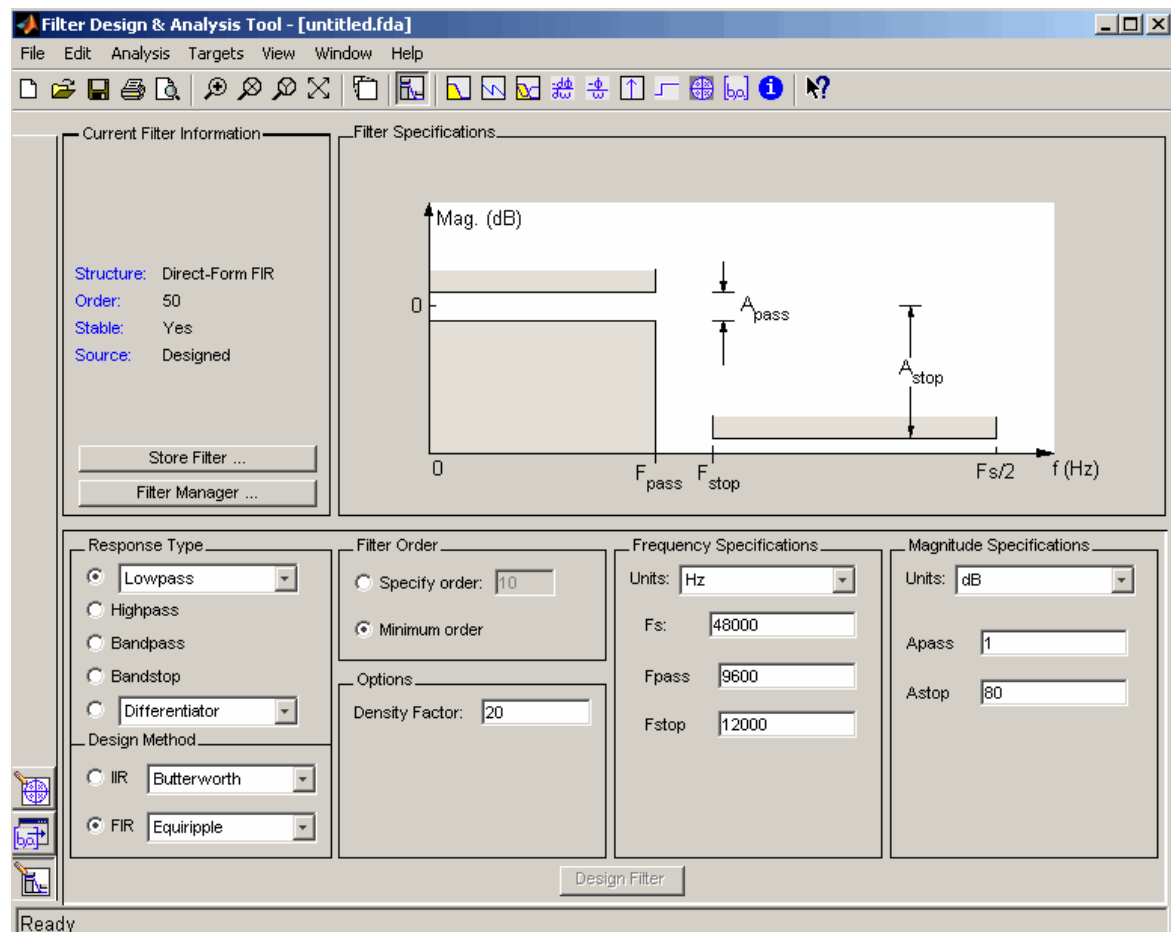 Filter Design & Analysis Tool - [untitled.fda]
File Edit Analysis Targets View Window Help
Current Filter Information
Structure: Direct-Form FIR
Order: 50
Stable: Yes
Source: Designed
Store Filter ...
Filter Manager ...
Filter Specifications
Mag. (dB)
0
Apass
Astop
0
Fpass
Fstop
Fs/2
f (Hz)
Response Type
Lowpass
Highpass
Bandpass
Bandstop
Differentiator
Design Method
IIR Butterworth
FIR Equiripple
Filter Order
Specify order: 10
Minimum order
Options
Density Factor: 20
Frequency Specifications
Units: Hz
Fs: 48000
Fpass 9600
Fstop 12000
Magnitude Specifications
Units: dB
Apass 1
Astop 80
Design Filter
Ready